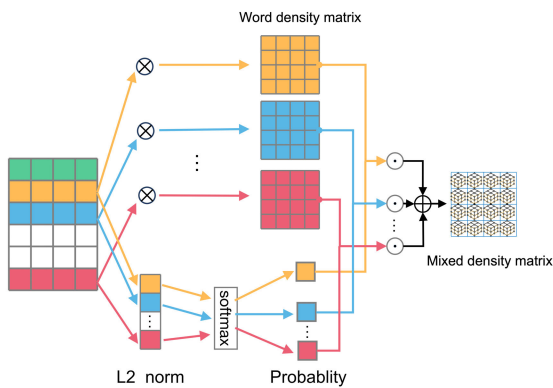 Word density matrix
softmax
Mixed density matrix
L2 norm
Probablity